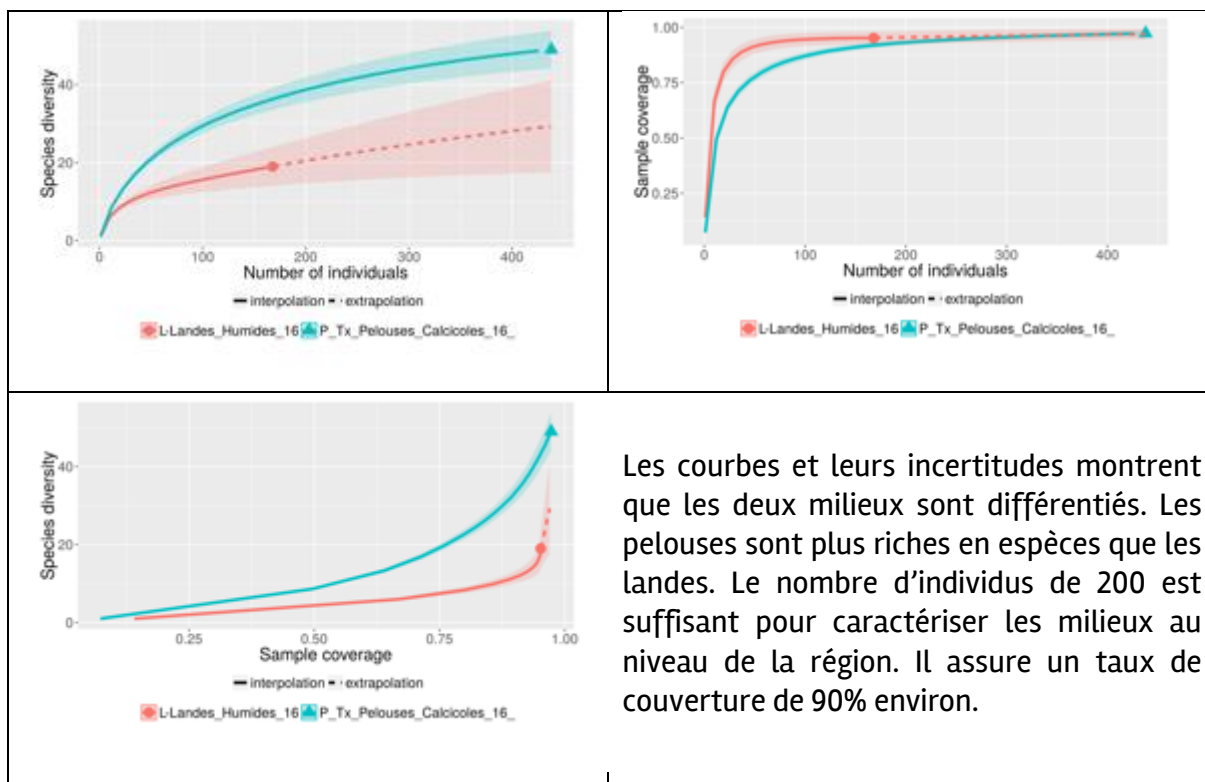 Species diversity
40
20
0
0 100 200 300 400
Number of individuals
interpolation extrapolation
L-Landes_Humides_16 P_Tx_Pelouses_Calcicoles_16_
Sample coverage
1.00
0.75
0.50
0.25
0 100 200 300 400
Number of individuals
interpolation extrapolation
L-Landes_Humides_16 P_Tx_Pelouses_Calcicoles_16_
Species diversity
40
20
0
0.25 0.50 0.75 1.00
Sample coverage
interpolation extrapolation
L-Landes_Humides_16 P_Tx_Pelouses_Calcicoles_16_
Les courbes et leurs incertitudes montrent
que les deux milieux sont différentiés. Les
pelouses sont plus riches en espèces que les
landes. Le nombre d’individus de 200 est
suffisant pour caractériser les milieux au
niveau de la région. Il assure un taux de
couverture de 90% environ.